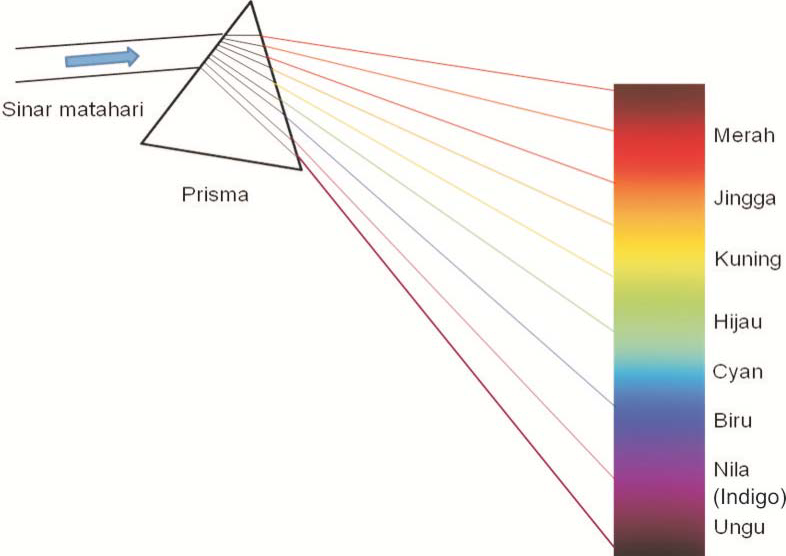 Sinar matahari
Prisma
Merah
Jingga
Kuning
Hijau
Cyan
Biru
Nila
(Indigo)
Ungu